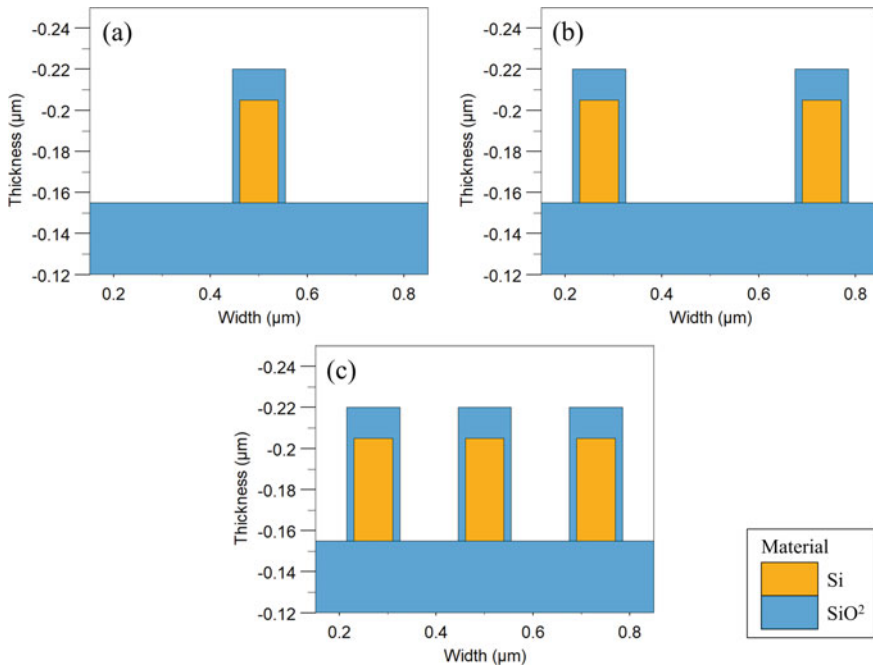 (a)
-0.24
-0.22
-0.2
-0.18
-0.16
-0.14
-0.12
Thickness (µm)
0.2 0.4 0.6 0.8
Width (µm)
(b)
-0.24
-0.22
-0.2
-0.18
-0.16
-0.14
-0.12
Thickness (µm)
0.2 0.4 0.6 0.8
Width (µm)
(c)
-0.24
-0.22
-0.2
-0.18
-0.16
-0.14
-0.12
Thickness (µm)
0.2 0.4 0.6 0.8
Width (µm)
Material
Si
SiO²